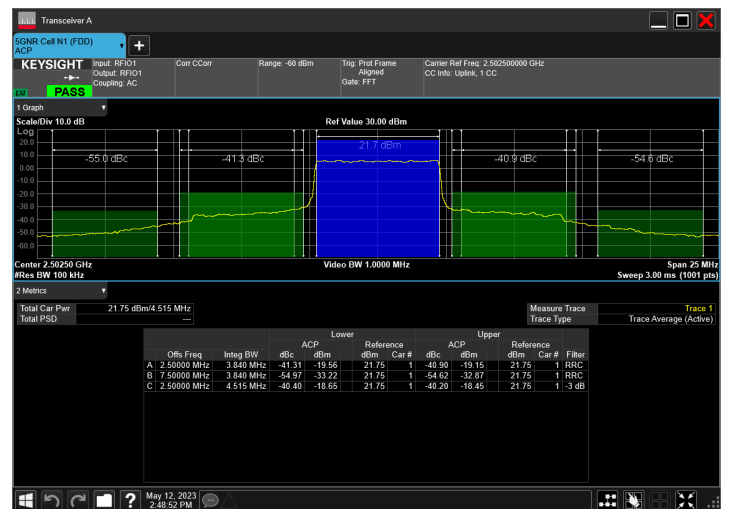 Transceiver A
5GNR Cell N1 (FDD)
ACP
KEYSIGHT
LXI PASS
Input: RFIO1
Output: RFIO1
Coupling: AC
Corr CCorr
Range: -60 dBm
Trig: Prot Frame
Aligned
Gate: FFT
Carrier Ref Freq: 2.502500000 GHz
CC Info: Uplink, 1 CC
1 Graph
Scale/Div 10.0 dB
Ref Value 30.00 dBm
Log
20.0
10.0
0.00
-10.0
-20.0
-30.0
-40.0
-50.0
-60.0
-55.0 dBc
-41.3 dBc
21.7 dBm
-40.9 dBc
-54.6 dBc
Center 2.50250 GHz
#Res BW 100 kHz
Video BW 1.0000 MHz
Span 25 MHz
Sweep 3.00 ms (1001 pts)
2 Metrics
Total Car Pwr 21.75 dBm/4.515 MHz
Total PSD ---
Measure Trace Trace 1
Trace Type Trace Average (Active)
Lower Upper
ACP Reference ACP Reference
Offs Freq Integ BW dBc dBm dBm Car # dBc dBm dBm Car # Filter
A 2.50000 MHz 3.840 MHz -41.31 -19.56 21.75 1 -40.90 -19.15 21.75 1 RRC
B 7.50000 MHz 3.840 MHz -54.97 -33.22 21.75 1 -54.62 -32.87 21.75 1 RRC
C 2.50000 MHz 4.515 MHz -40.40 -18.65 21.75 1 -40.20 -18.45 21.75 1 -3 dB
?
May 12, 2023
2:48:52 PM